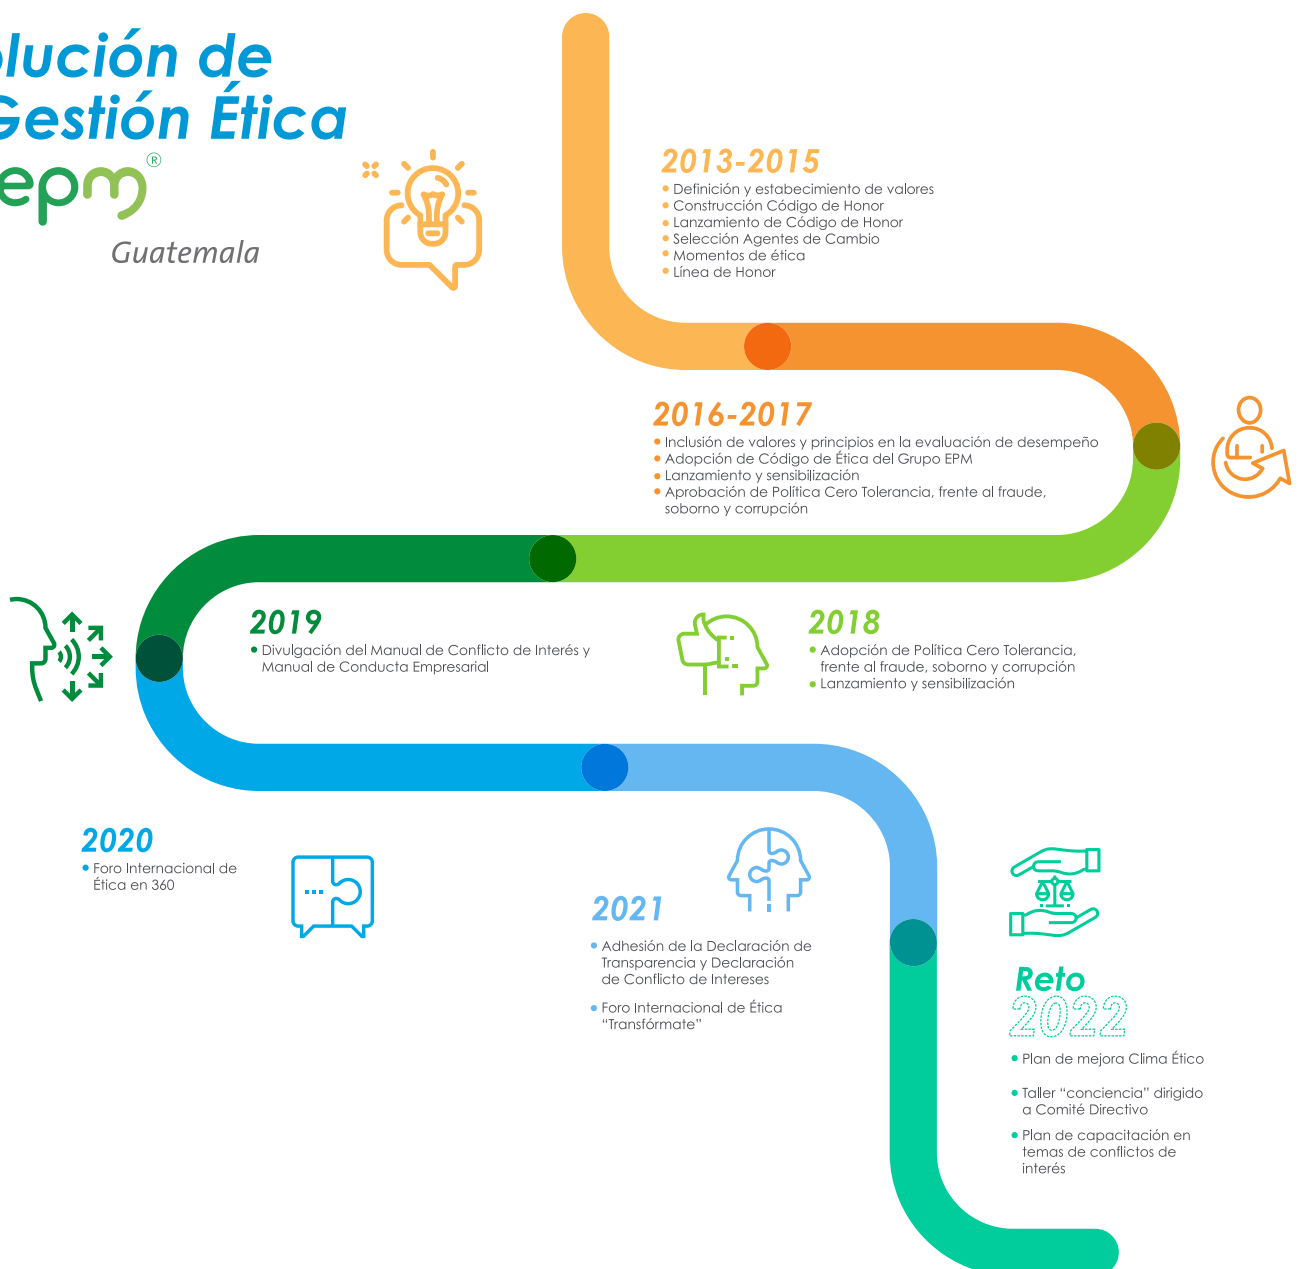 olución de
Gestión Ética
epm®
Guatemala
2013-2015
Definición y estabecimiento de valores
Construcción Código de Honor
Lanzamiento de Código de Honor
Selección Agentes de Cambio
Momentos de ética
Línea de Honor
2016-2017
Inclusión de valores y principios en la evaluación de desempeño
Adopción de Código de Ética del Grupo EPM
Lanzamiento y sensibilización
Aprobación de Política Cero Tolerancia, frente al fraude,
soborno y corrupción
2018
Adopción de Política Cero Tolerancia,
frente al fraude, soborno y corrupción
Lanzamiento y sensibilización
2019
Divulgación del Manual de Conflicto de Interés y
Manual de Conducta Empresarial
2020
Foro Internacional de
Ética en 360
2021
Adhesión de la Declaración de
Transparencia y Declaración
de Conflicto de Intereses
Foro Internacional de Ética
“Transfórmate”
Reto
2022
Plan de mejora Clima Ético
Taller “conciencia” dirigido
a Comité Directivo
Plan de capacitación en
temas de conflictos de
interés